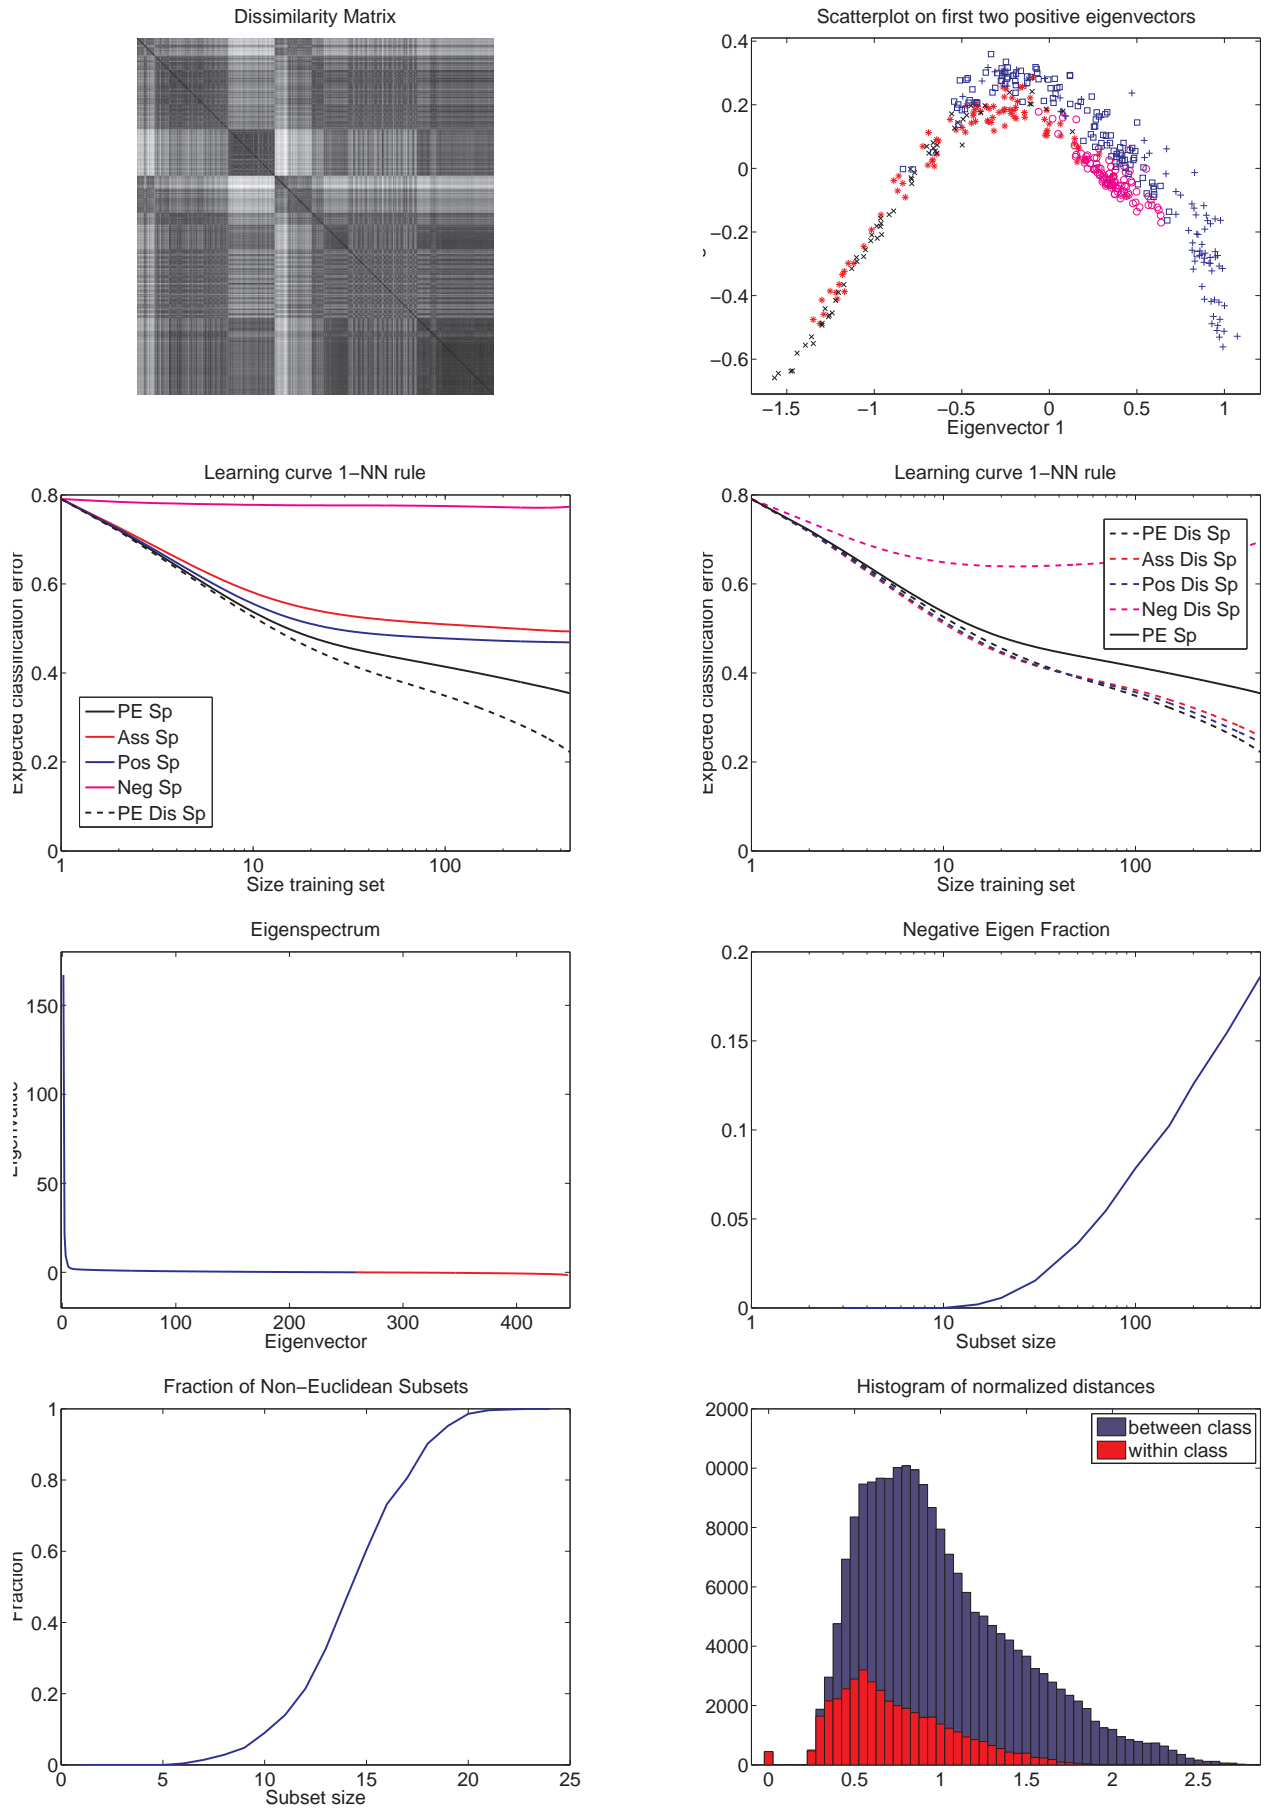 Dissimilarity Matrix
Scatterplot on first two positive eigenvectors
0.4
0.2
0
−0.2
−0.4
−0.6
−1.5 −1 −0.5 0 0.5 1
Eigenvector 1
Learning curve 1−NN rule
Expected classification error
0.8
0.6
0.4
0.2
0
PE Sp
Ass Sp
Pos Sp
Neg Sp
PE Dis Sp
1 10 100
Size training set
Learning curve 1−NN rule
Expected classification error
0.8
0.6
0.4
0.2
0
PE Dis Sp
Ass Dis Sp
Pos Dis Sp
Neg Dis Sp
PE Sp
1 10 100
Size training set
Eigenspectrum
Eigenvalue
150
100
50
0
0 100 200 300 400
Eigenvector
Negative Eigen Fraction
0.2
0.15
0.1
0.05
0
1 10 100
Subset size
Fraction of Non−Euclidean Subsets
Fraction
1
0.8
0.6
0.4
0.2
0
0 5 10 15 20 25
Subset size
Histogram of normalized distances
2000
0000
8000
6000
4000
2000
0
between class
within class
0 0.5 1 1.5 2 2.5